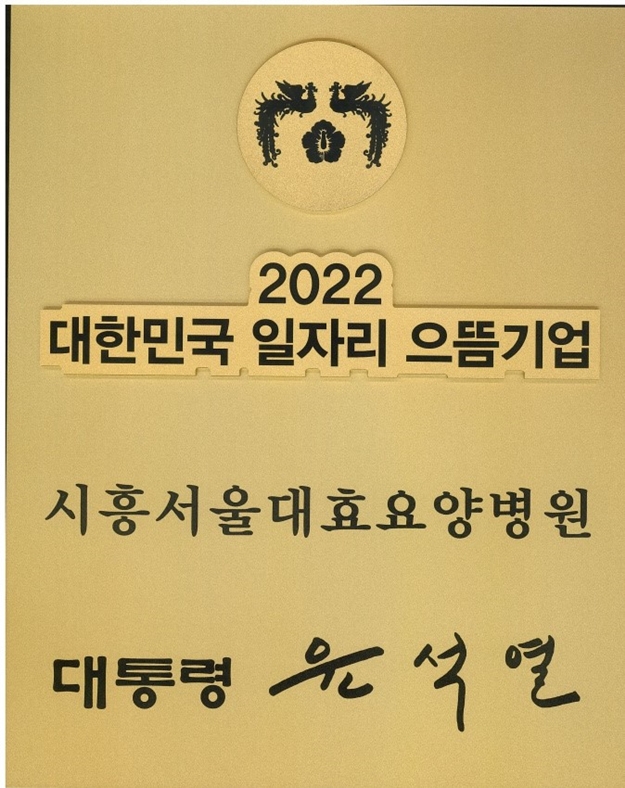 2022
대한민국 일자리 으뜸기업
시흥서울대효요양병원
대통령 윤석열